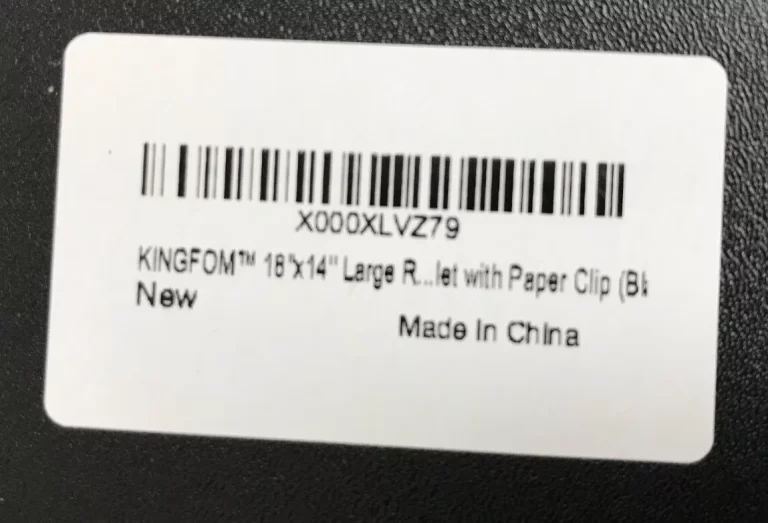 X000XLVZ79
KINGFOM™ 18"x14" Large R...let with Paper Clip (Bl
New
Made In China